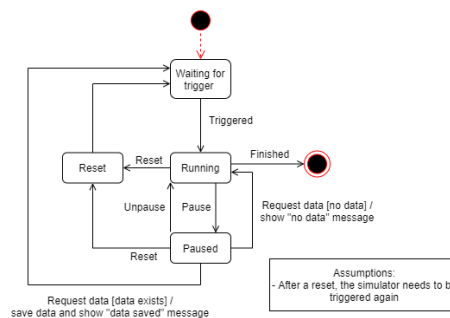 Waiting for
trigger
Triggered
Reset
Reset
Running
Finished
Unpause
Pause
Request data [no data] /
show "no data" message
Reset
Paused
Request data [data exists] /
save data and show "data saved" message
Assumptions:
- After a reset, the simulator needs to be
triggered again